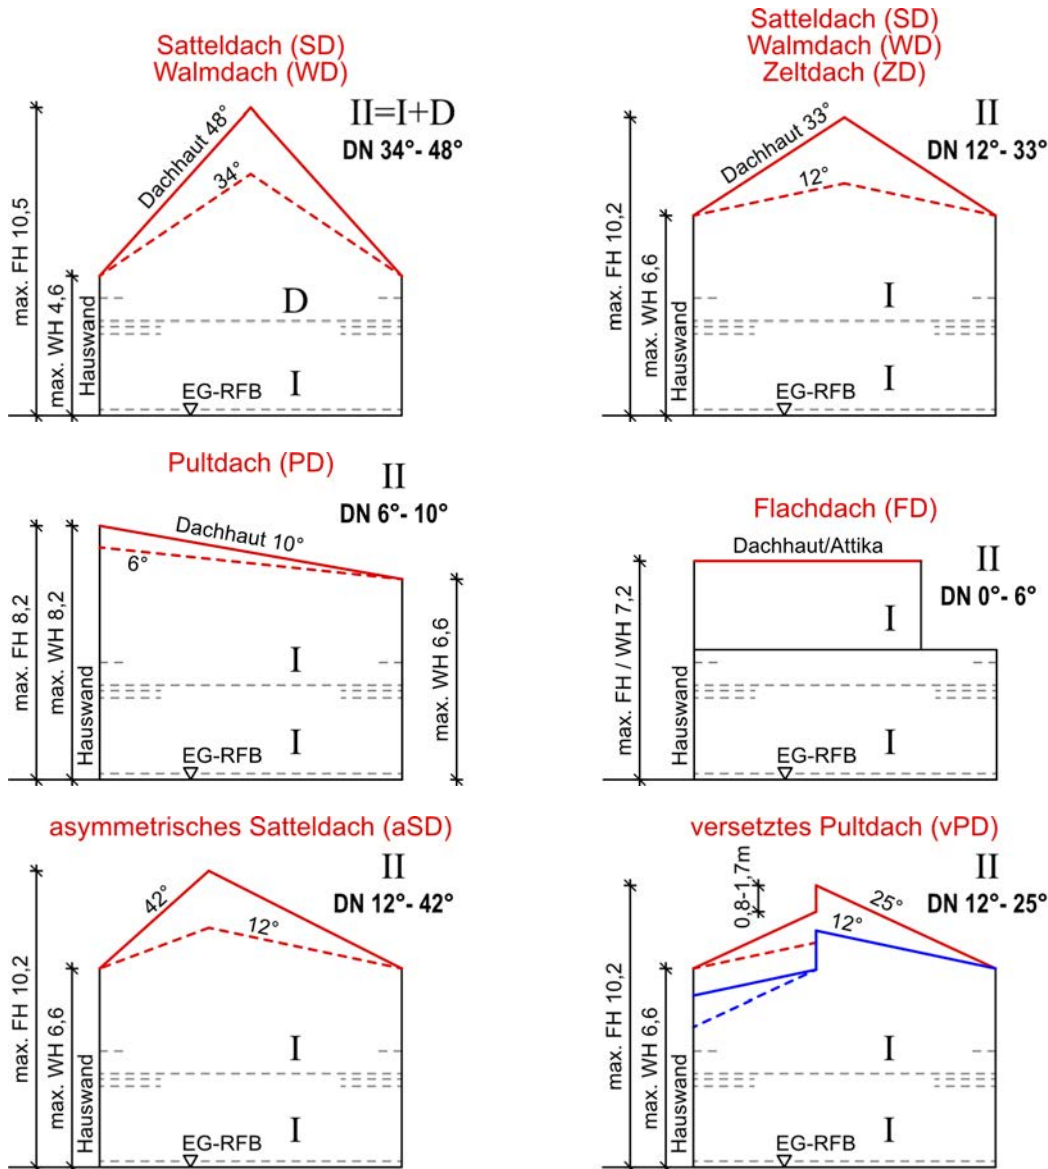 Satteldach (SD)
Walmdach (WD)
II=I+D
DN 34°- 48°
Dachhaut 48°
34°
max. FH 10,5
max. WH 4,6
Hauswand
D
I
EG-RFB
Satteldach (SD)
Walmdach (WD)
Zeltdach (ZD)
II
DN 12°- 33°
Dachhaut 33°
12°
max. FH 10,2
max. WH 6,6
Hauswand
I
I
EG-RFB
Pultdach (PD)
II
DN 6°- 10°
Dachhaut 10°
6°
max. FH 8,2
max. WH 8,2
Hauswand
max. WH 6,6
I
I
EG-RFB
Flachdach (FD)
Dachhaut/Attika
II
DN 0°- 6°
max. FH / WH 7,2
Hauswand
I
I
EG-RFB
asymmetrisches Satteldach (aSD)
II
DN 12°- 42°
42°
12°
max. FH 10,2
max. WH 6,6
Hauswand
I
I
EG-RFB
versetztes Pultdach (vPD)
II
DN 12°- 25°
0,8-1,7m
25°
12°
max. FH 10,2
max. WH 6,6
Hauswand
I
I
EG-RFB